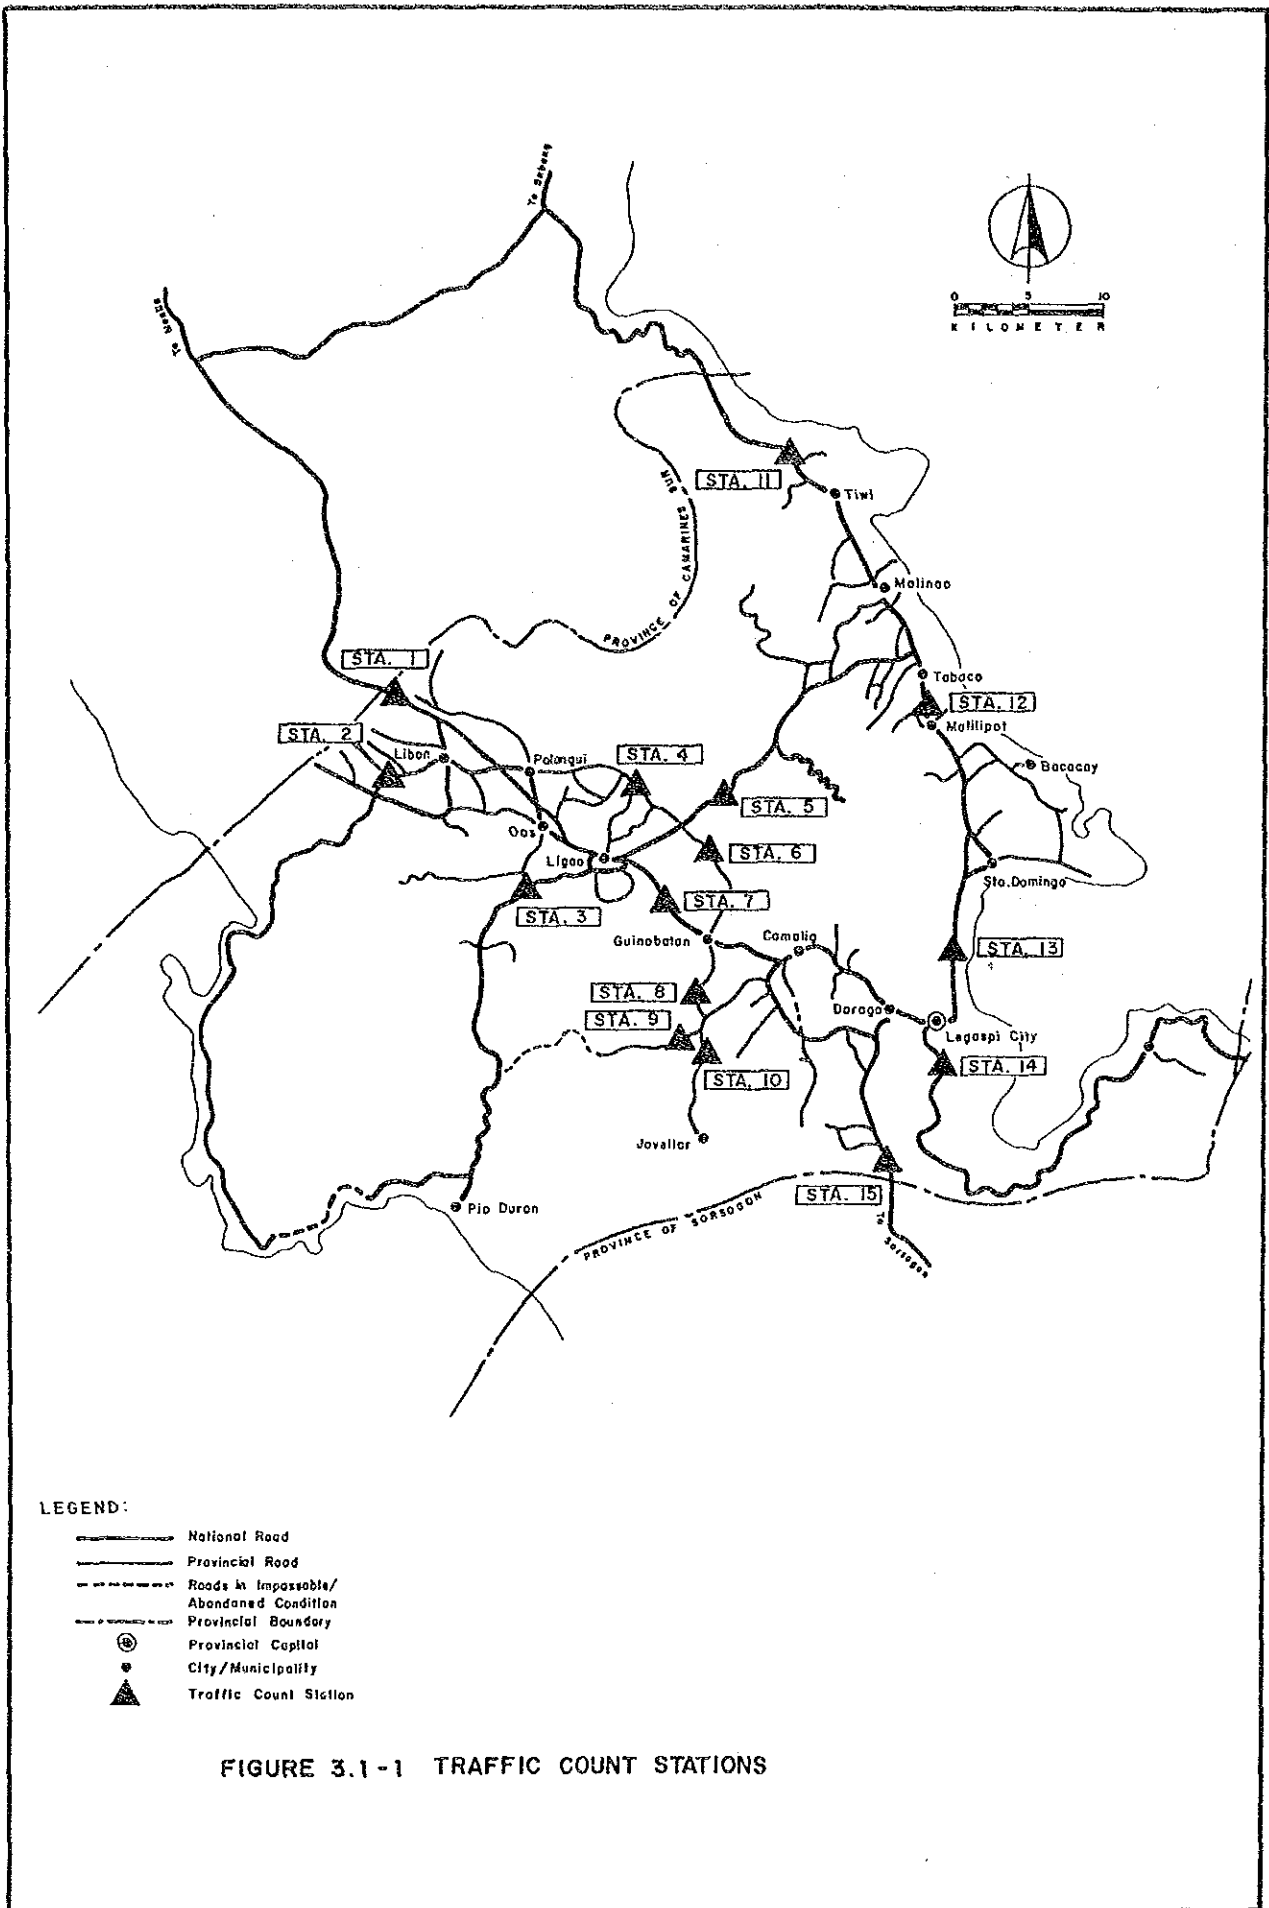 To Sabang
0 5 10
KILOMETER
STA. 11
Tiwi
PROVINCE OF CAMARINES SUR
Malinao
STA. 1
Tabaco
STA. 12
Malilipot
STA. 2
Libon
Polangui
STA. 4
Bacacay
STA. 5
Oas
Ligao
STA. 6
Sto. Domingo
STA. 3
STA. 7
Guinobatan
Camalig
STA. 13
STA. 8
STA. 9
Daraga
Legaspi City
STA. 10
STA. 14
Jovellar
STA. 15
Pio Duran
PROVINCE OF SORSOGON
To Sorsogon
LEGEND:
National Road
Provincial Road
Roads in Impassable/
Abandoned Condition
Provincial Boundary
Provincial Capital
City/Municipality
Traffic Count Station
FIGURE 3.1-1 TRAFFIC COUNT STATIONS